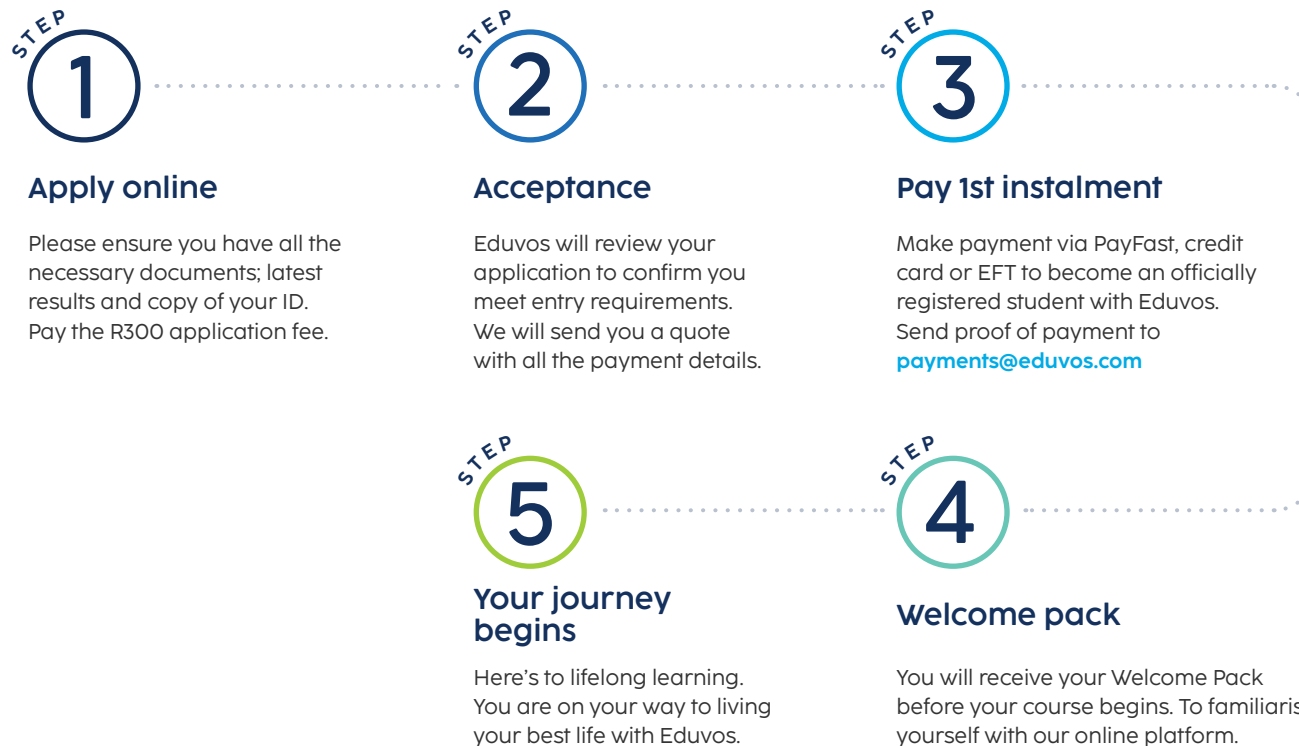 STEP
1
Apply online
Please ensure you have all the
necessary documents; latest
results and copy of your ID.
Pay the R300 application fee.
STEP
2
Acceptance
Eduvos will review your
application to confirm you
meet entry requirements.
We will send you a quote
with all the payment details.
STEP
3
Pay 1st instalment
Make payment via PayFast, credit
card or EFT to become an officially
registered student with Eduvos.
Send proof of payment to
payments@eduvos.com
STEP
4
Welcome pack
You will receive your Welcome Pack
before your course begins. To familiaris
yourself with our online platform.
STEP
5
Your journey
begins
Here's to lifelong learning.
You are on your way to living
your best life with Eduvos.